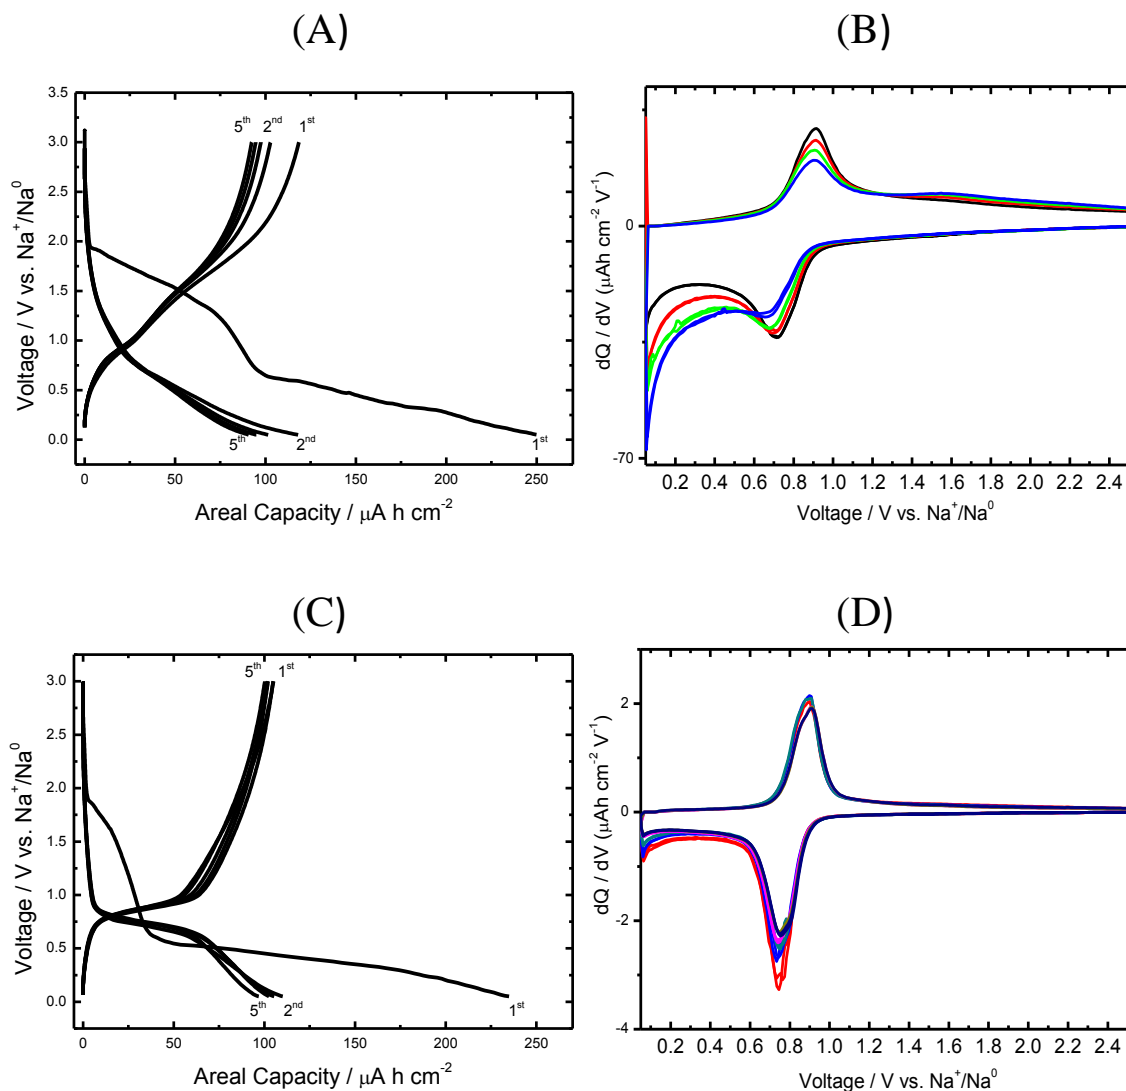 (A)
(B)
3.5
3.0
2.5
2.0
1.5
1.0
0.5
0.0
5th 2nd 1st
5th 2nd 1st
0 50 100 150 200 250
Voltage / V vs. Na+/Na0
Areal Capacity / μA h cm-2
0
-70
0.2 0.4 0.6 0.8 1.0 1.2 1.4 1.6 1.8 2.0 2.2 2.4
dQ / dV (μAh cm-2 V-1)
Voltage / V vs. Na+/Na0
(C)
(D)
3.0
2.5
2.0
1.5
1.0
0.5
0.0
5th 1st
5th 2nd 1st
0 50 100 150 200 250
Voltage / V vs. Na+/Na0
Areal Capacity / μA h cm-2
2
0
-2
-4
0.2 0.4 0.6 0.8 1.0 1.2 1.4 1.6 1.8 2.0 2.2 2.4
dQ / dV (μAh cm-2 V-1)
Voltage / V vs. Na+/Na0